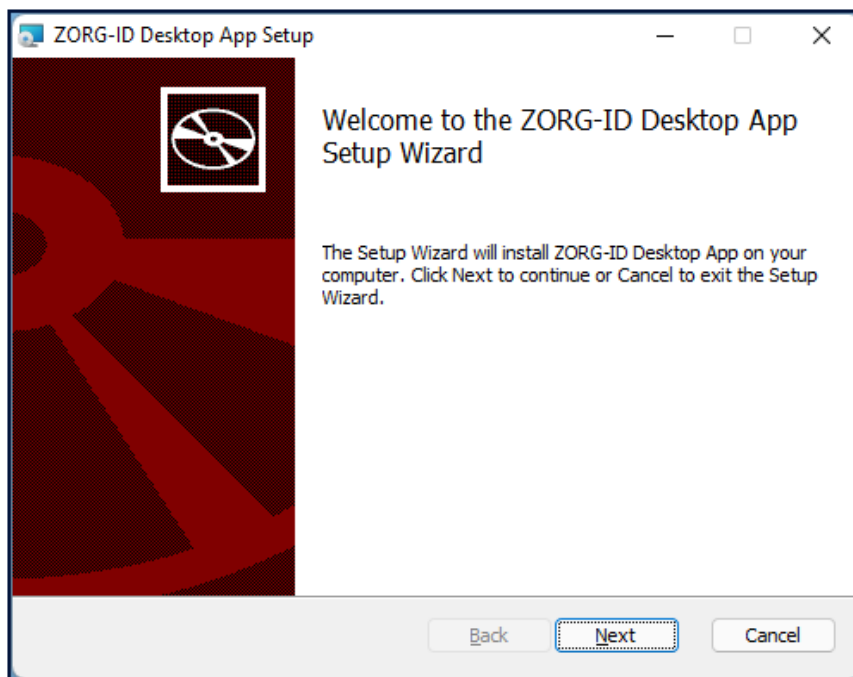 ZORG-ID Desktop App Setup
Welcome to the ZORG-ID Desktop App
Setup Wizard
The Setup Wizard will install ZORG-ID Desktop App on your
computer. Click Next to continue or Cancel to exit the Setup
Wizard.
Back Next Cancel